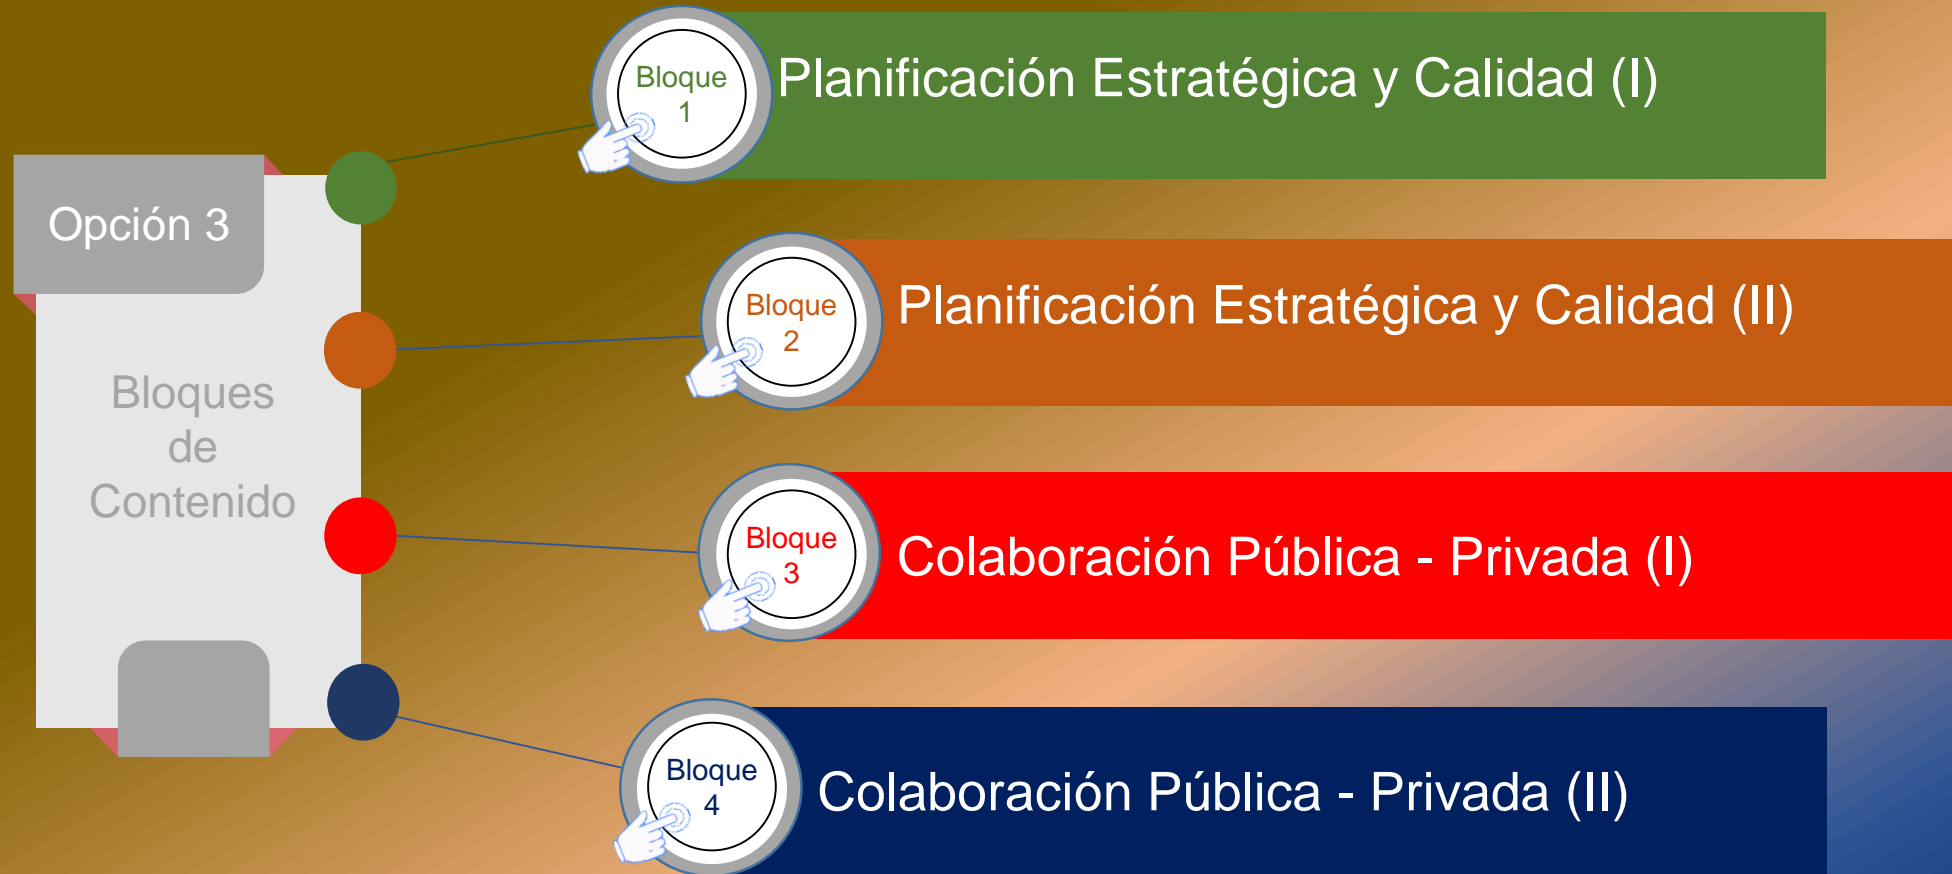 Opción 3
Bloques
de
Contenido
Bloque
1
Planificación Estratégica y Calidad (I)
Bloque
2
Planificación Estratégica y Calidad (II)
Bloque
3
Colaboración Pública - Privada (I)
Bloque
4
Colaboración Pública - Privada (II)